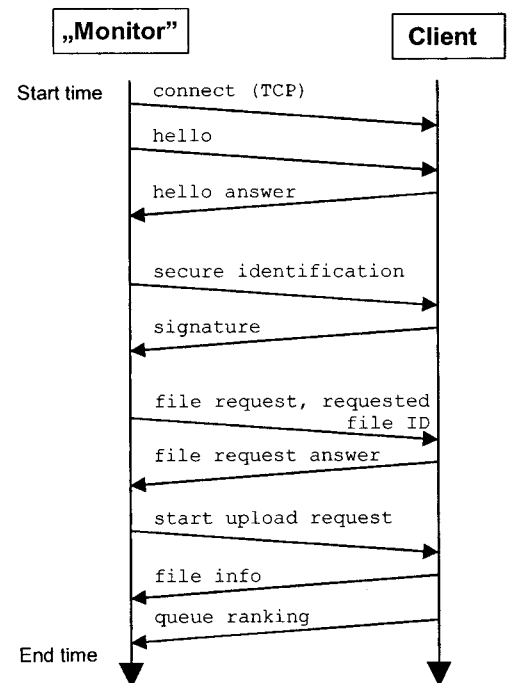 „Monitor”
Client
Start time
connect (TCP)
hello
hello answer
secure identification
signature
file request, requested
file ID
file request answer
start upload request
file info
queue ranking
End time